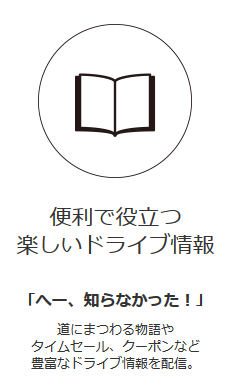 便利で役立つ
楽しいドライブ情報
「へー、知らなかった！」
道にまつわる物語や
タイムセール、クーポンなど
豊富なドライブ情報を配信。